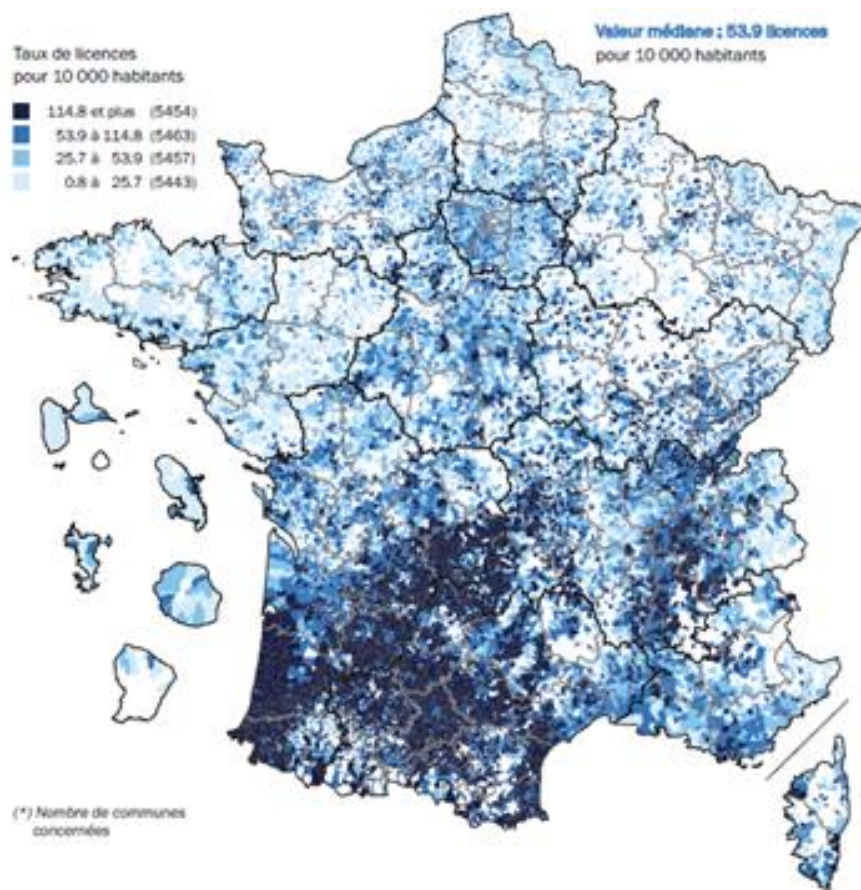 Taux de licences
pour 10 000 habitants
114.8 et plus (5454)
53.9 à 114.8 (5463)
25.7 à 53.9 (5457)
0.8 à 25.7 (5443)
Valeur médiane : 53.9 licences
pour 10 000 habitants
(*) Nombre de communes
concernées